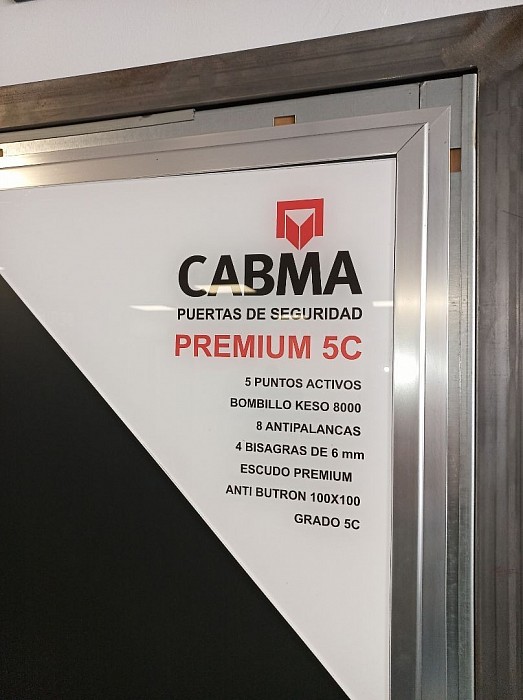 CABMA
PUERTAS DE SEGURIDAD
PREMIUM 5C
5 PUNTOS ACTIVOS
BOMBILLO KESO 8000
8 ANTIPALANCAS
4 BISAGRAS DE 6 mm
ESCUDO PREMIUM
ANTI BUTRON 100X100
GRADO 5C